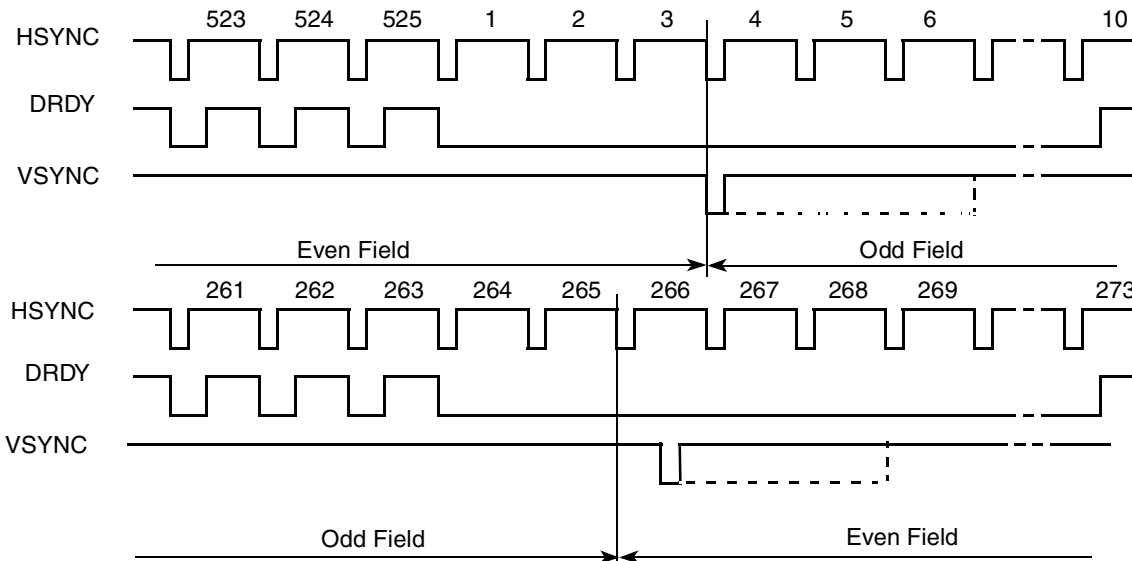 523 524 525 1 2 3 4 5 6 10
HSYNC
DRDY
VSYNC
Even Field Odd Field
261 262 263 264 265 266 267 268 269 273
HSYNC
DRDY
VSYNC
Odd Field Even Field